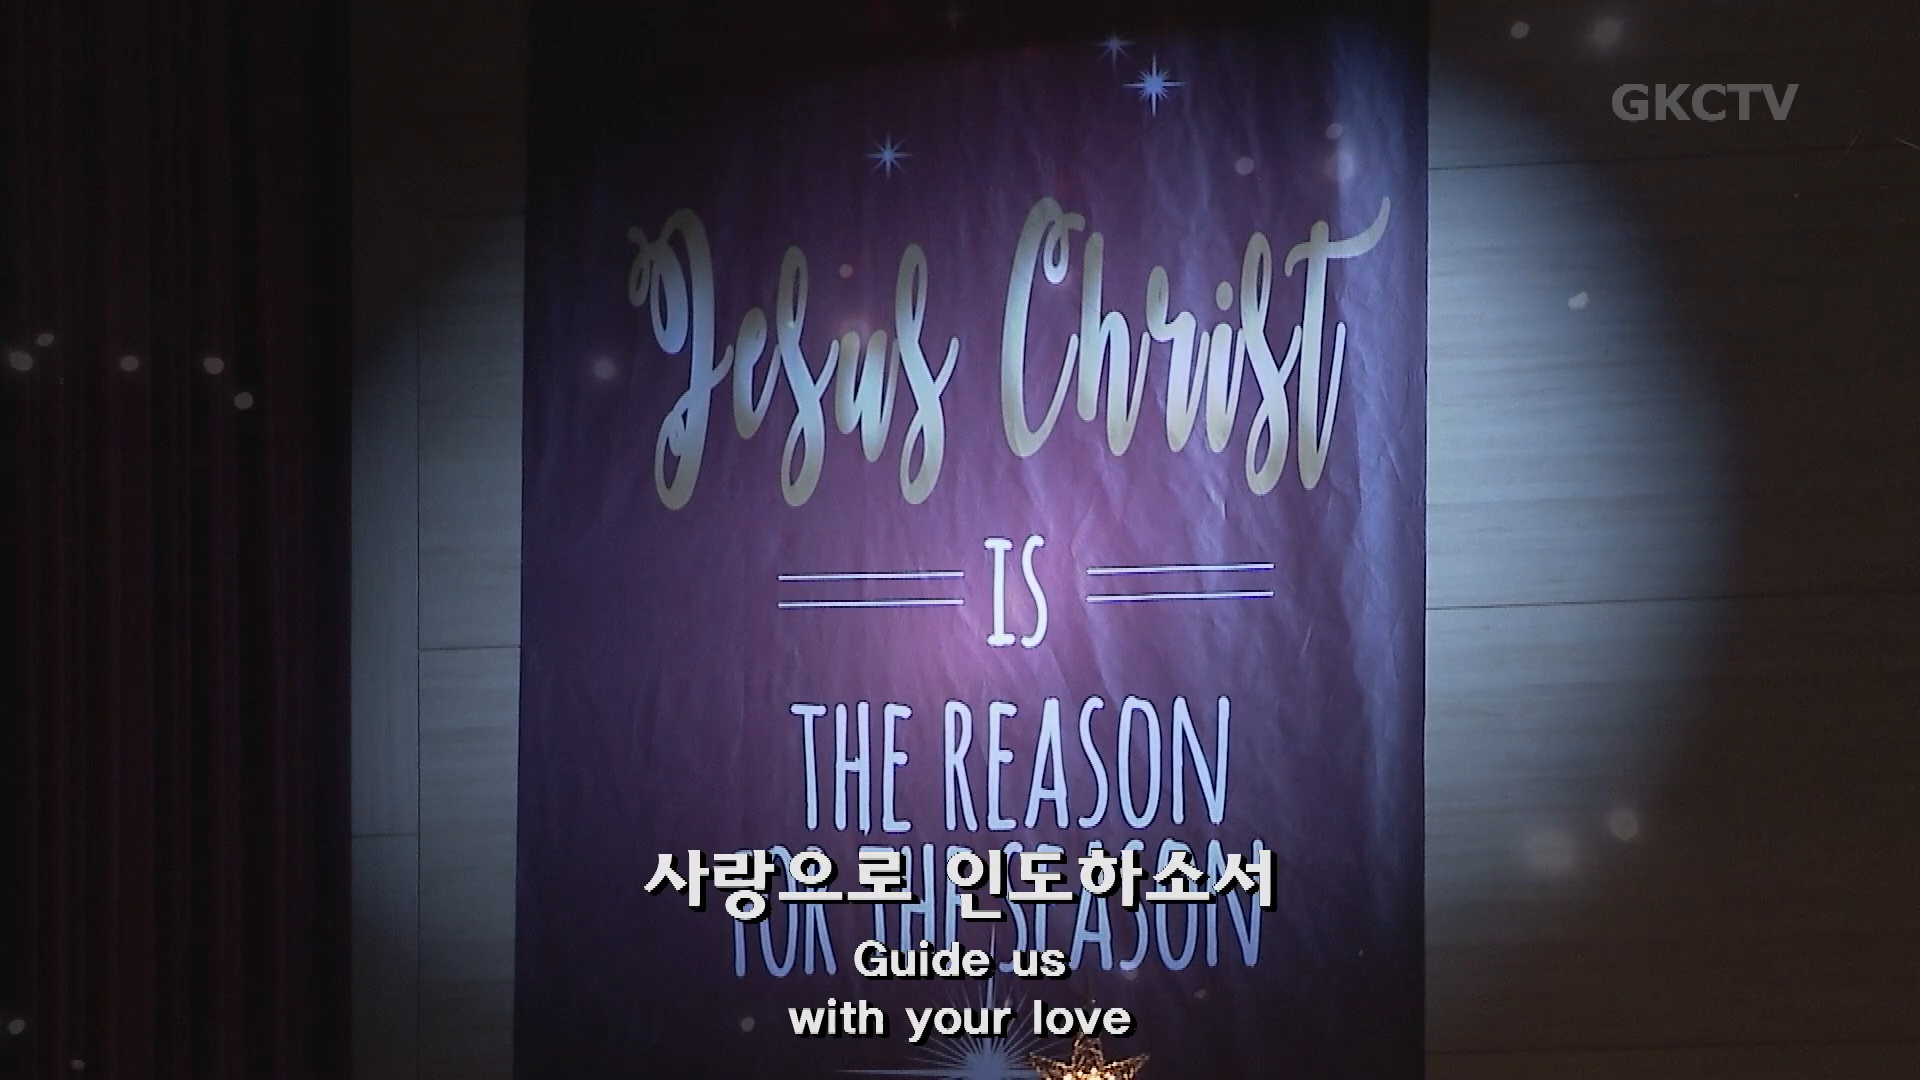 GKCTV
Jesus Christ
IS
THE REASON
FOR THE SEASON
사랑으로 인도하소서
Guide us
with your love